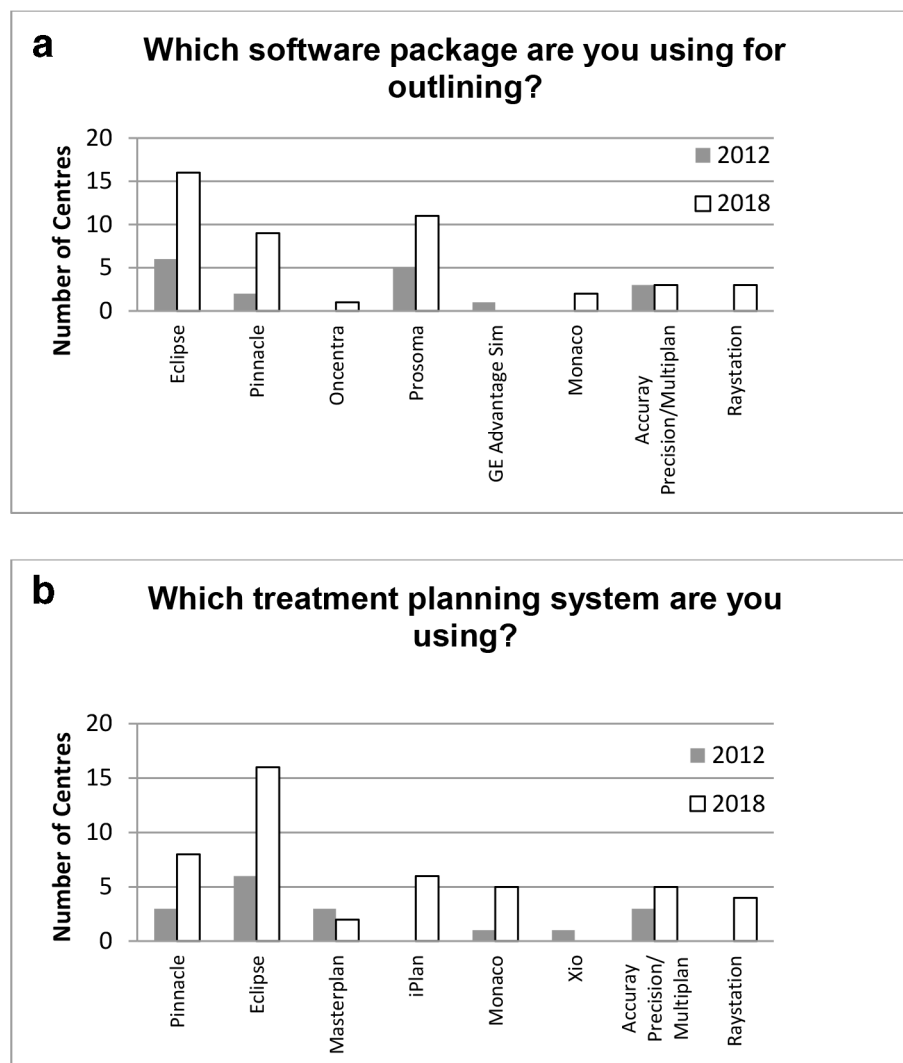 a
Which software package are you using for
outlining?
Number of Centres
20
15
10
5
0
2012
2018
Eclipse
Pinnacle
Oncentra
Prosoma
GE Advantage Sim
Monaco
Accuray
Precision/Multiplan
Raystation
b
Which treatment planning system are you
using?
Number of Centres
20
15
10
5
0
2012
2018
Pinnacle
Eclipse
Masterplan
iPlan
Monaco
Xio
Accuray
Precision/
Multiplan
Raystation